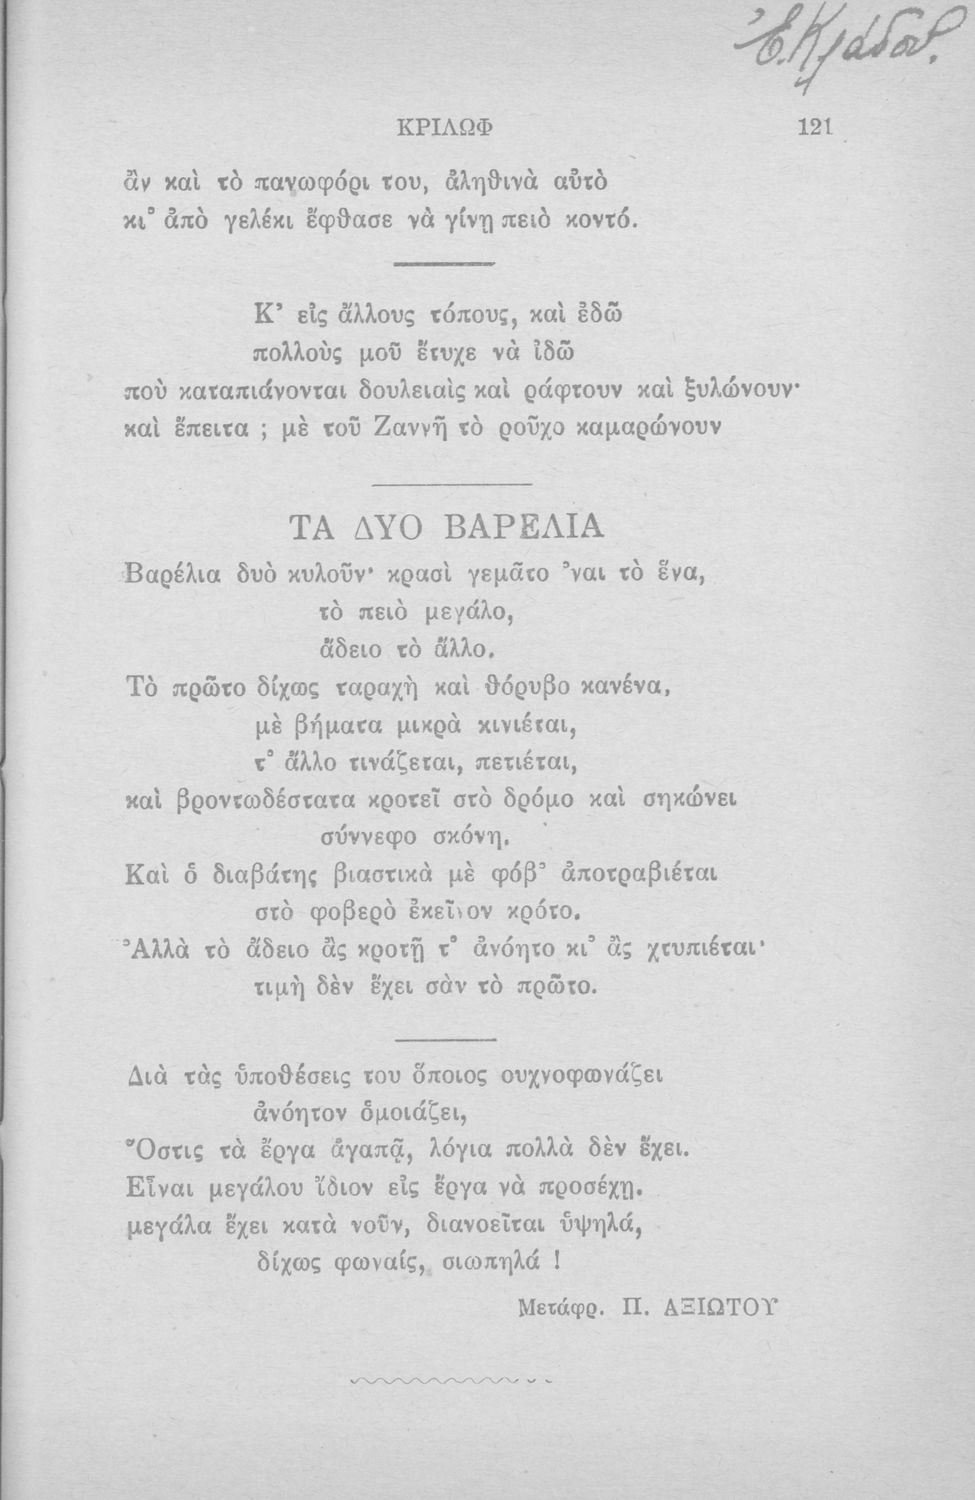 Ἐ. Κλάδου.
ΚΡΙΛΩΦ 121
ἂν καὶ τὸ πανωφόρι του, ἀληθινὰ αὐτὸ
κι' ἀπὸ γελέκι ἔφθασε νὰ γίνῃ πειὸ κοντό.
Κ' εἰς ἄλλους τόπους, καὶ ἐδῶ
πολλοὺς μοῦ ἔτυχε νὰ ἰδῶ
ποὺ καταπιάνονται δουλειαὶς καὶ ράφτουν καὶ ξυλώνουν·
καὶ ἔπειτα ; μὲ τοῦ Ζαννῆ τὸ ροῦχο καμαρώνουν
ΤΑ ΔΥΟ ΒΑΡΕΛΙΑ
Βαρέλια δυὸ κυλοῦν· κρασὶ γεμᾶτο 'ναι τὸ ἕνα,
τὸ πειὸ μεγάλο,
ἄδειο τὸ ἄλλο.
Τὸ πρῶτο δίχως ταραχὴ καὶ θόρυβο κανένα,
μὲ βήματα μικρὰ κινιέται,
τ' ἄλλο τινάζεται, πετιέται,
καὶ βροντωδέστατα κροτεῖ στὸ δρόμο καὶ σηκώνει
σύννεφο σκόνη.
Καὶ ὁ διαβάτης βιαστικὰ μὲ φόβ' ἀποτραβιέται
στὸ φοβερὸ ἐκεῖνον κρότο.
Ἀλλὰ τὸ ἄδειο ἂς κροτῇ τ' ἀνόητο κι' ἂς χτυπιέται·
τιμὴ δὲν ἔχει σὰν τὸ πρῶτο.
Διὰ τὰς ὑποθέσεις του ὅποιος συχνοφωνάζει
ἀνόητον ὁμοιάζει,
Ὅστις τὰ ἔργα ἀγαπᾷ, λόγια πολλὰ δὲν ἔχει.
Εἶναι μεγάλου ἴδιον εἰς ἔργα νὰ προσέχῃ.
μεγάλα ἔχει κατὰ νοῦν, διανοεῖται ὑψηλά,
δίχως φωναίς, σιωπηλά !
Μετάφρ. Π. ΑΞΙΩΤΟΥ